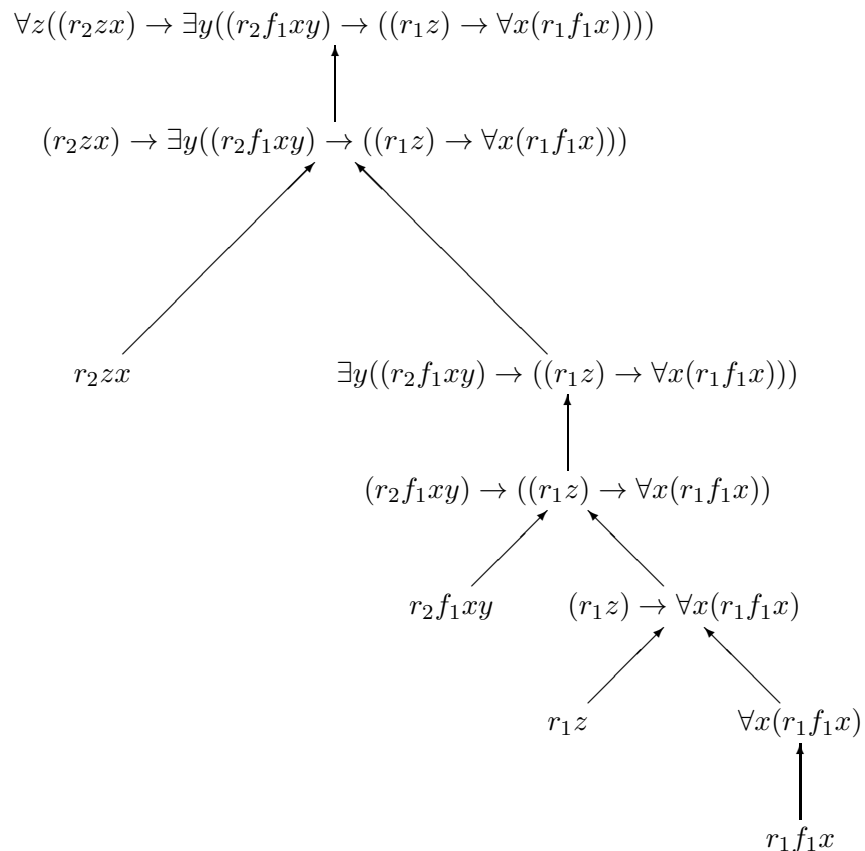 ∀z((r₂zx) → ∃y((r₂f₁xy) → ((r₁z) → ∀x(r₁f₁x))))
(r₂zx) → ∃y((r₂f₁xy) → ((r₁z) → ∀x(r₁f₁x)))
r₂zx
∃y((r₂f₁xy) → ((r₁z) → ∀x(r₁f₁x)))
(r₂f₁xy) → ((r₁z) → ∀x(r₁f₁x))
r₂f₁xy
(r₁z) → ∀x(r₁f₁x)
r₁z
∀x(r₁f₁x)
r₁f₁x